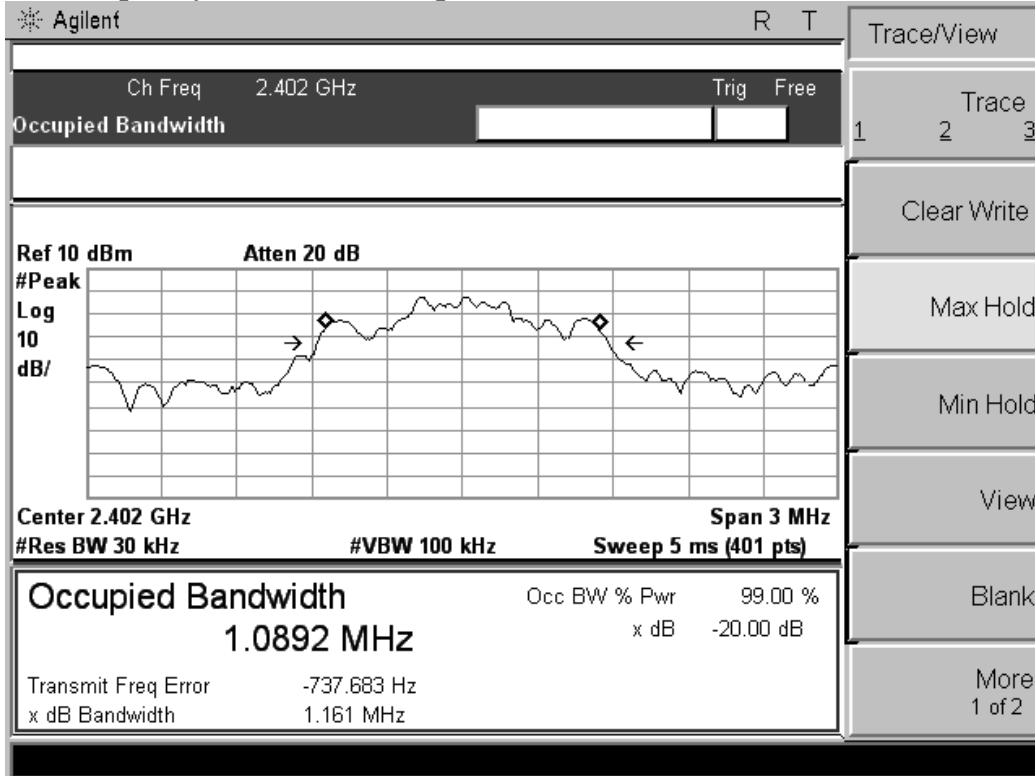 Agilent R T
Ch Freq 2.402 GHz Trig Free
Occupied Bandwidth
Ref 10 dBm Atten 20 dB
#Peak
Log
10
dB/
Center 2.402 GHz Span 3 MHz
#Res BW 30 kHz #VBW 100 kHz Sweep 5 ms (401 pts)
Occupied Bandwidth
1.0892 MHz
Occ BW % Pwr 99.00 %
x dB -20.00 dB
Transmit Freq Error -737.683 Hz
x dB Bandwidth 1.161 MHz
Trace/View
Trace
1 2 3
Clear Write
Max Hold
Min Hold
View
Blank
More
1 of 2